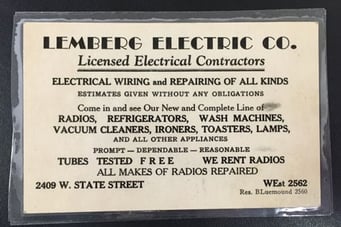 LEMBERG ELECTRIC CO.
Licensed Electrical Contractors
ELECTRICAL WIRING and REPAIRING OF ALL KINDS
ESTIMATES GIVEN WITHOUT ANY OBLIGATIONS
Come in and see Our New and Complete Line of
RADIOS, REFRIGERATORS, WASH MACHINES,
VACUUM CLEANERS, IRONERS, TOASTERS, LAMPS,
AND ALL OTHER APPLIANCES
PROMPT — DEPENDABLE — REASONABLE
TUBES TESTED FREE WE RENT RADIOS
ALL MAKES OF RADIOS REPAIRED
2409 W. STATE STREET WEst 2562
Res. BLuemound 2560